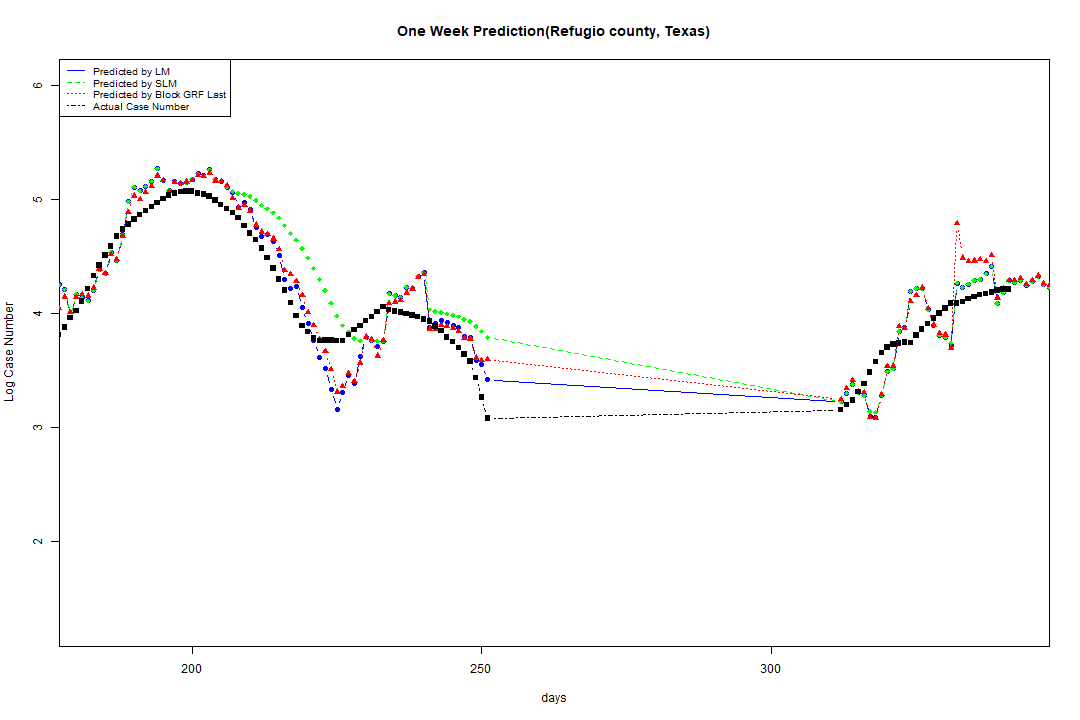 One Week Prediction(Refugio county, Texas)
Predicted by LM
Predicted by SLM
Predicted by Block GRF Last
Actual Case Number
6
5
4
3
2
Log Case Number
200 250 300
days